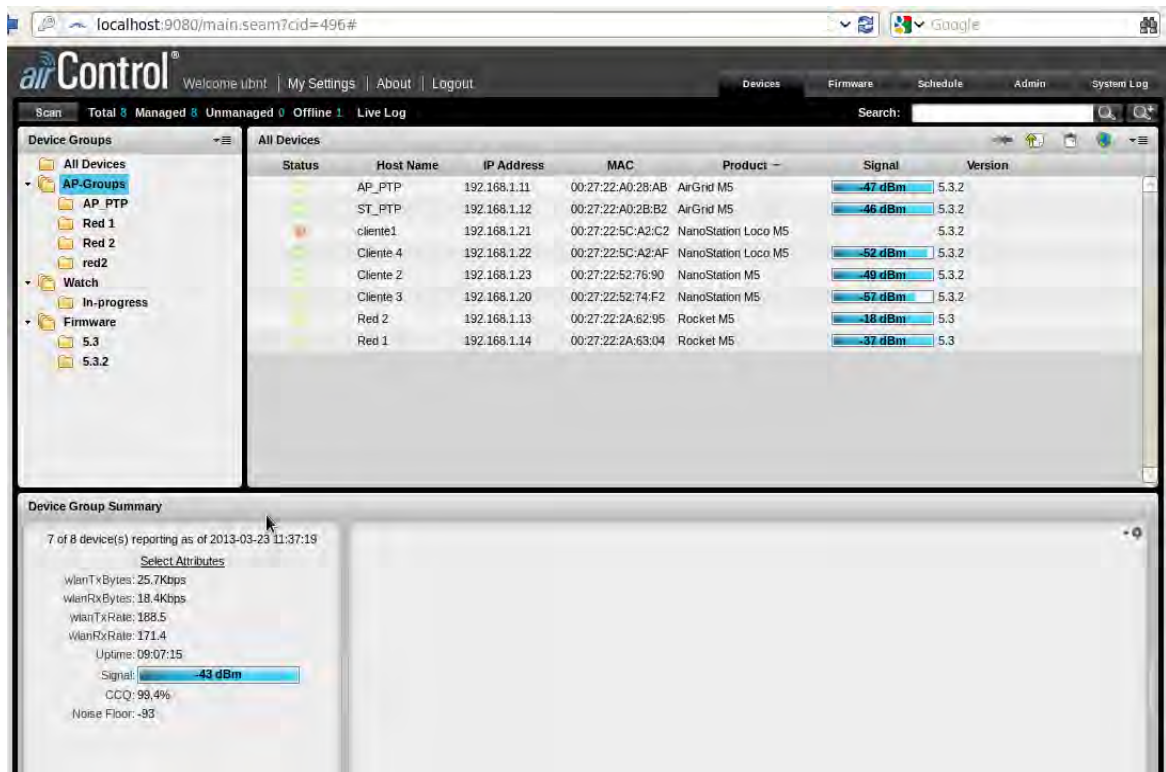 localhost:9080/main.seam?cid=496#
Google
airControl® Welcome ubnt | My Settings | About | Logout Devices Firmware Schedule Admin System Log
Scan Total 8 Managed 8 Unmanaged 0 Offline 1 Live Log Search:
Device Groups
All Devices
AP-Groups
AP_PTP
Red 1
Red 2
red2
Watch
In-progress
Firmware
5.3
5.3.2
All Devices
Status Host Name IP Address MAC Product Signal Version
AP_PTP 192.168.1.11 00:27:22:A0:28:AB AirGrid M5 -47 dBm 5.3.2
ST_PTP 192.168.1.12 00:27:22:A0:2B:B2 AirGrid M5 -46 dBm 5.3.2
cliente1 192.168.1.21 00:27:22:5C:A2:C2 NanoStation Loco M5 5.3.2
Cliente 4 192.168.1.22 00:27:22:5C:A2:AF NanoStation Loco M5 -52 dBm 5.3.2
Cliente 2 192.168.1.23 00:27:22:52:76:90 NanoStation M5 -49 dBm 5.3.2
Cliente 3 192.168.1.20 00:27:22:52:74:F2 NanoStation M5 -57 dBm 5.3.2
Red 2 192.168.1.13 00:27:22:2A:62:95 Rocket M5 -18 dBm 5.3
Red 1 192.168.1.14 00:27:22:2A:63:04 Rocket M5 -37 dBm 5.3
Device Group Summary
7 of 8 device(s) reporting as of 2013-03-23 11:37:19
Select Attributes
wlanTxBytes: 25.7Kbps
wlanRxBytes: 18.4Kbps
wlanTxRate: 188.5
wlanRxRate: 171.4
Uptime: 09:07:15
Signal: -43 dBm
CCQ: 99.4%
Noise Floor: -93